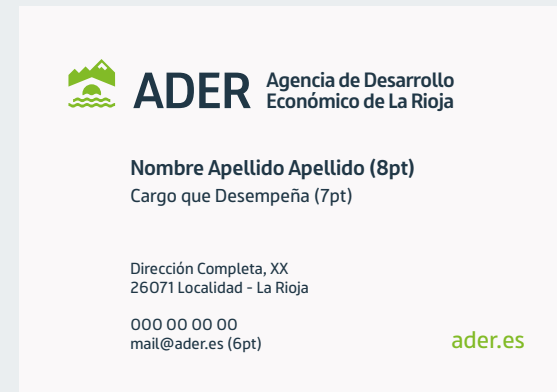 ADER
Agencia de Desarrollo
Económico de La Rioja
Nombre Apellido Apellido (8pt)
Cargo que Desempeña (7pt)
Dirección Completa, XX
26071 Localidad - La Rioja
000 00 00 00
mail@ader.es (6pt)
ader.es